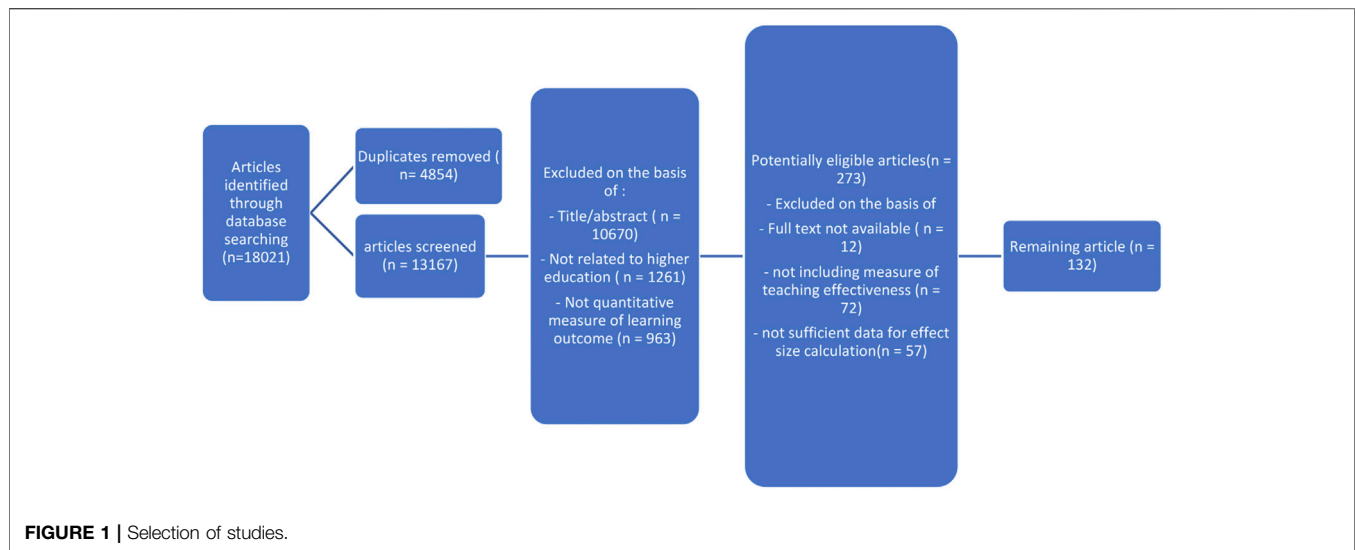 Articles
identified
through
database
searching
(n=18021)
Duplicates removed (
n= 4854)
articles screened
(n = 13167)
Excluded on the basis
of :
- Title/abstract ( n =
10670)
- Not related to higher
education ( n = 1261)
- Not quantitative
measure of learning
outcome (n = 963)
Potentially eligible articles(n =
273)
- Excluded on the basis of
- Full text not available ( n =
12)
- not including measure of
teaching effectiveness (n =
72)
- not sufficient data for effect
size calculation(n = 57)
Remaining article (n =
132)
FIGURE 1 | Selection of studies.